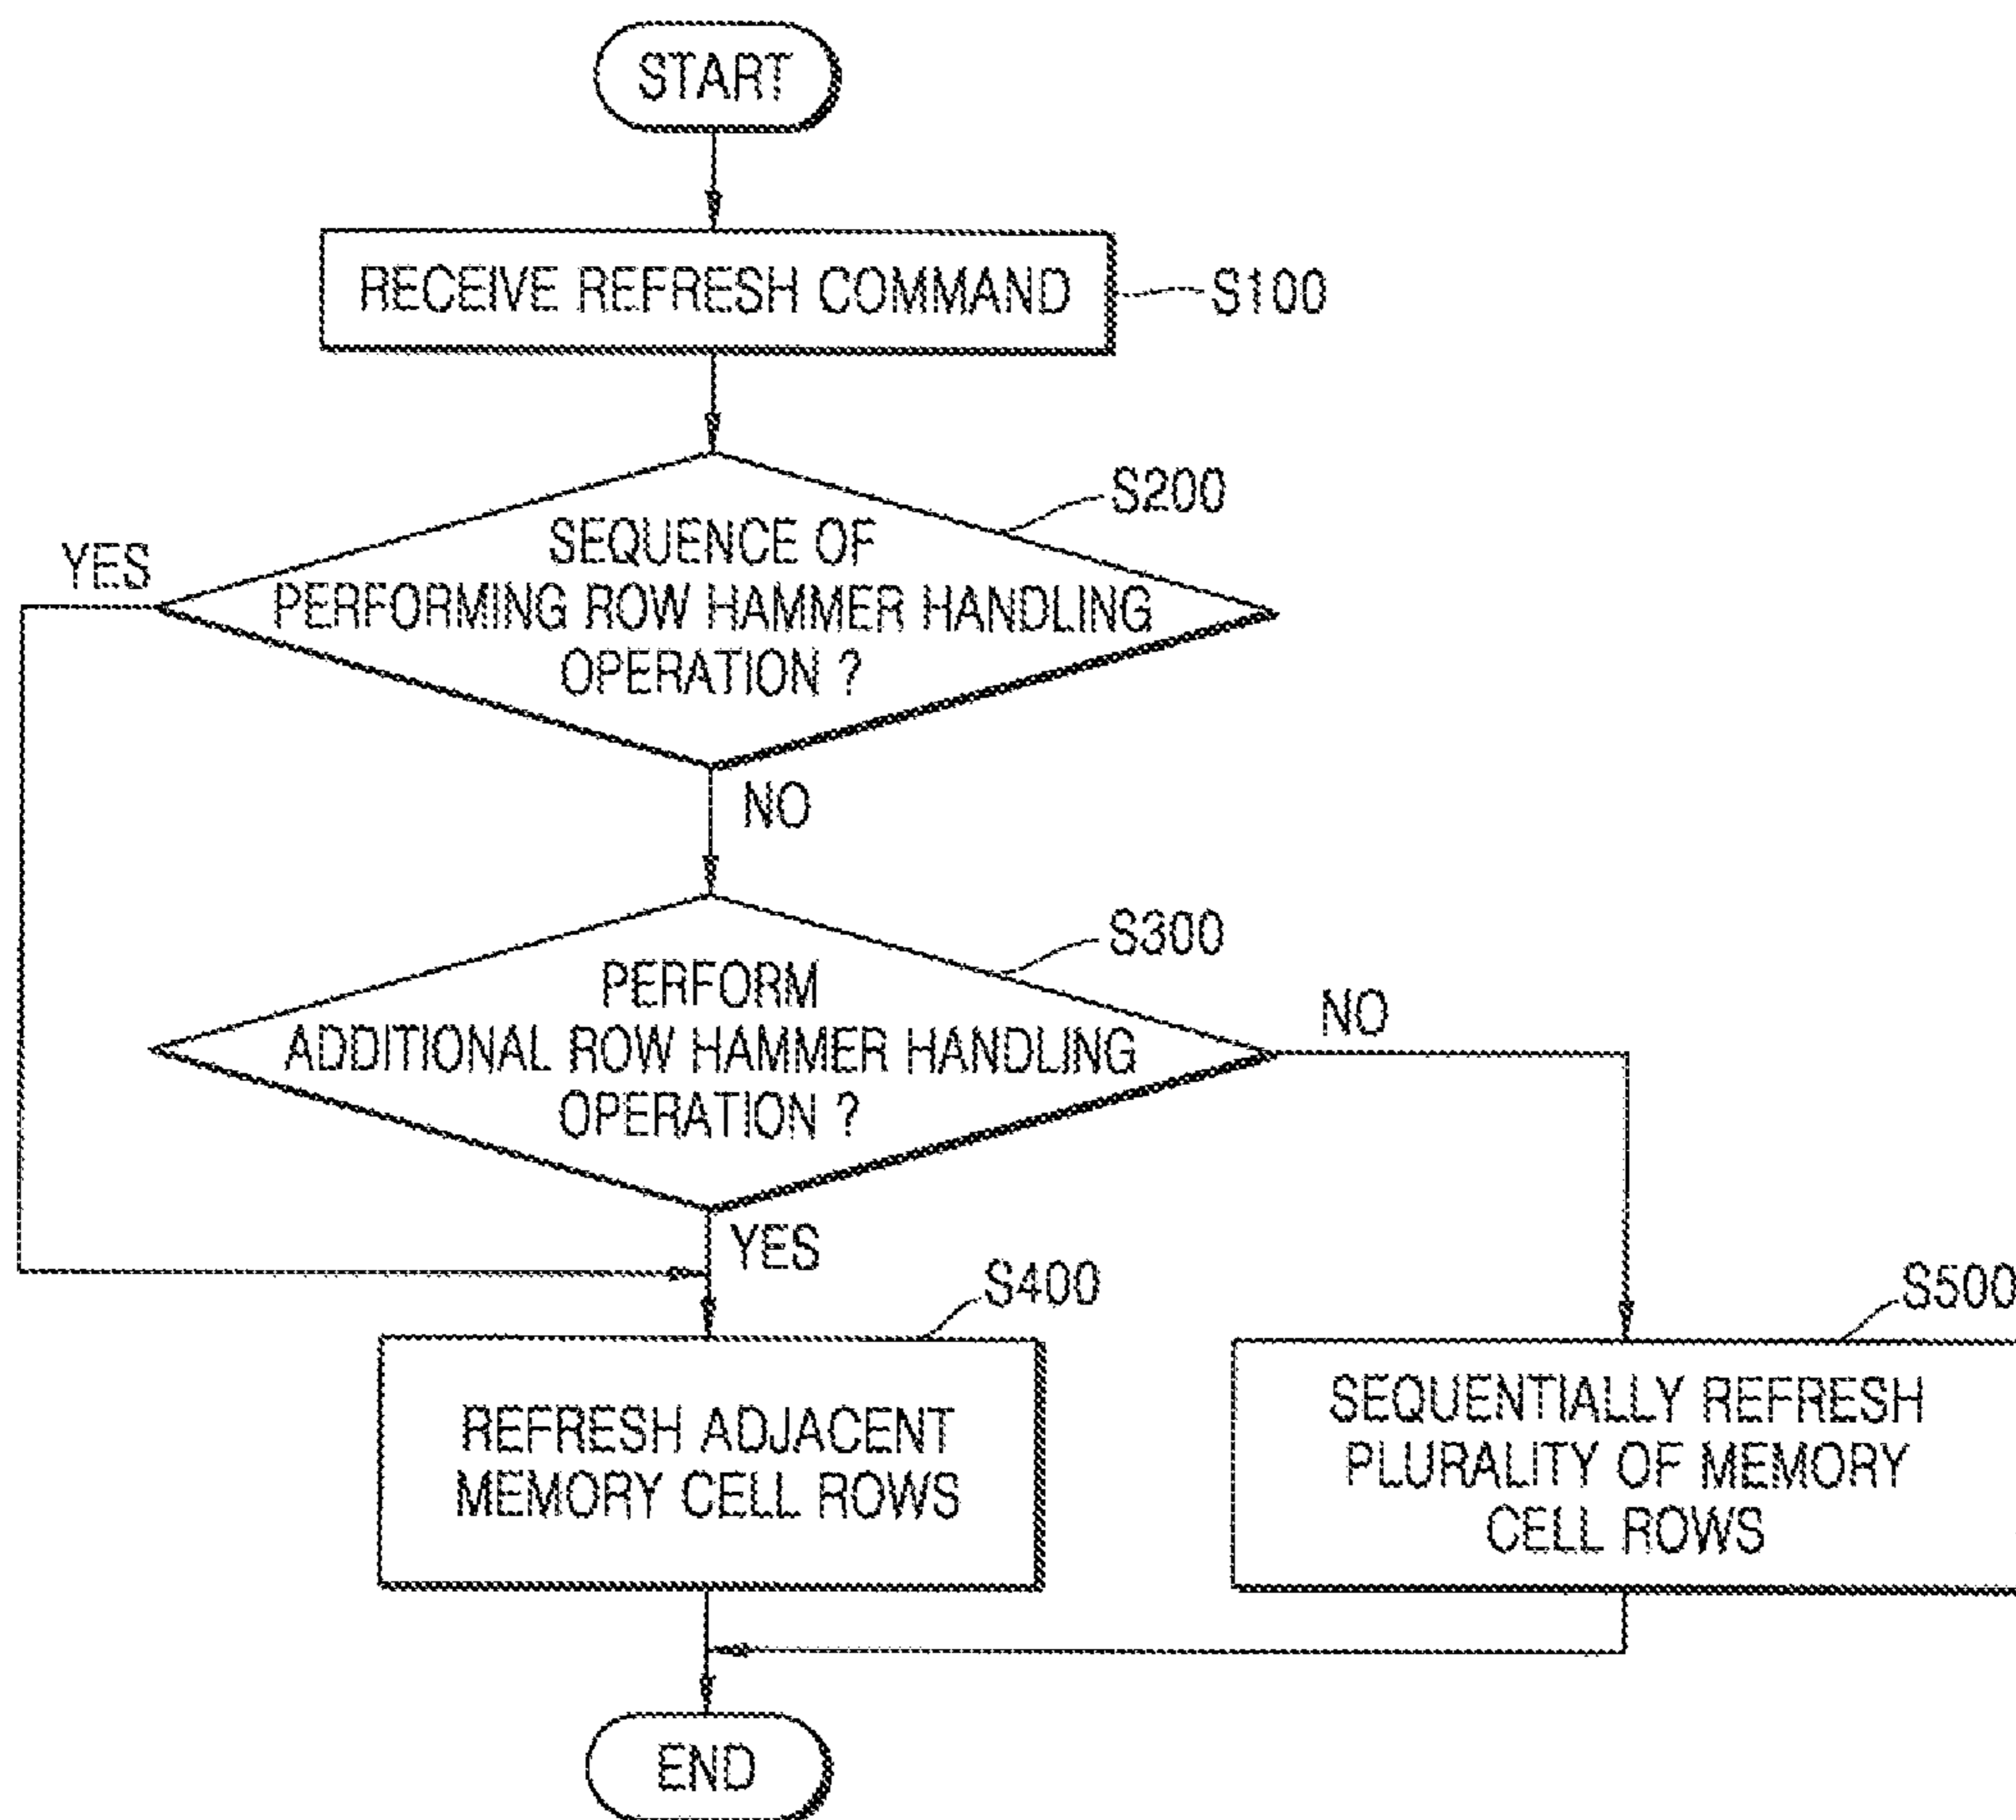 START
RECEIVE REFRESH COMMAND
S100
S200
SEQUENCE OF
PERFORMING ROW HAMMER HANDLING
OPERATION ?
YES
NO
S300
PERFORM
ADDITIONAL ROW HAMMER HANDLING
OPERATION ?
NO
YES
S400
REFRESH ADJACENT
MEMORY CELL ROWS
S500
SEQUENTIALLY REFRESH
PLURALITY OF MEMORY
CELL ROWS
END